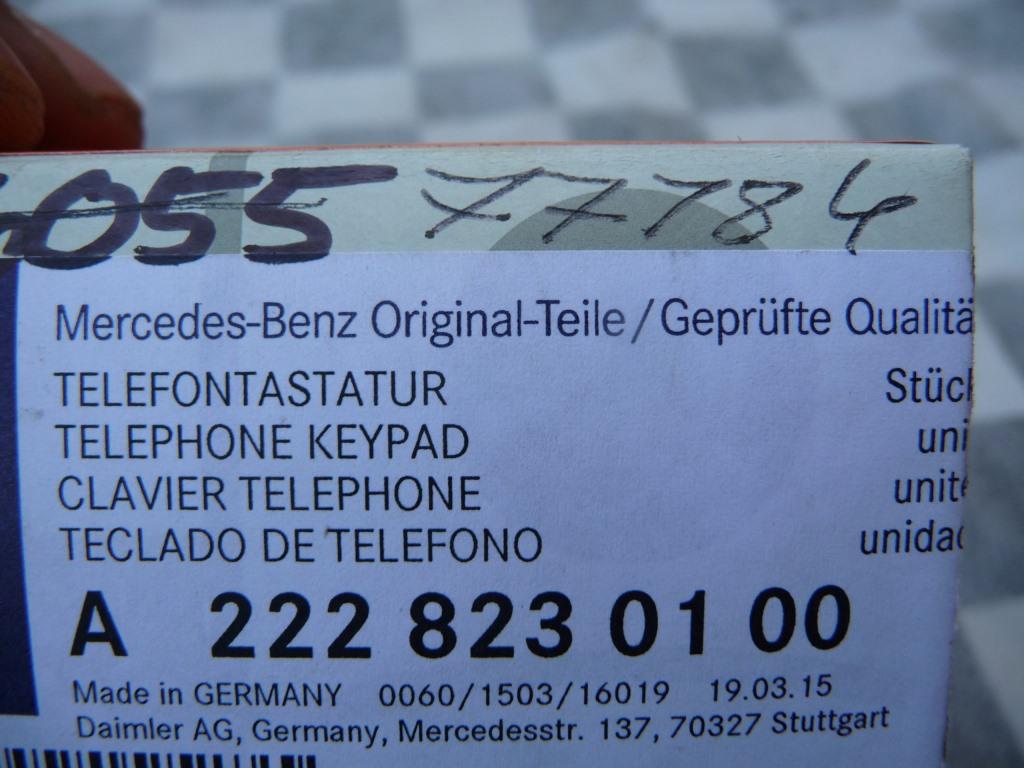 055 77784
Mercedes-Benz Original-Teile/Geprüfte Qualitä
TELEFONTASTATUR Stück
TELEPHONE KEYPAD uni
CLAVIER TELEPHONE unite
TECLADO DE TELEFONO unidad
A 222 823 01 00
Made in GERMANY 0060/1503/16019 19.03.15
Daimler AG, Germany, Mercedesstr. 137, 70327 Stuttgart